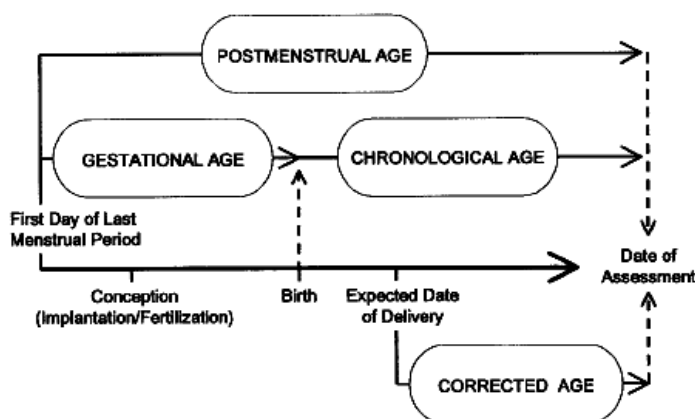 POSTMENSTRUAL AGE
GESTATIONAL AGE
CHRONOLOGICAL AGE
First Day of Last
Menstrual Period
Date of
Assessment
Conception
(Implantation/Fertilization)
Birth
Expected Date
of Delivery
CORRECTED AGE